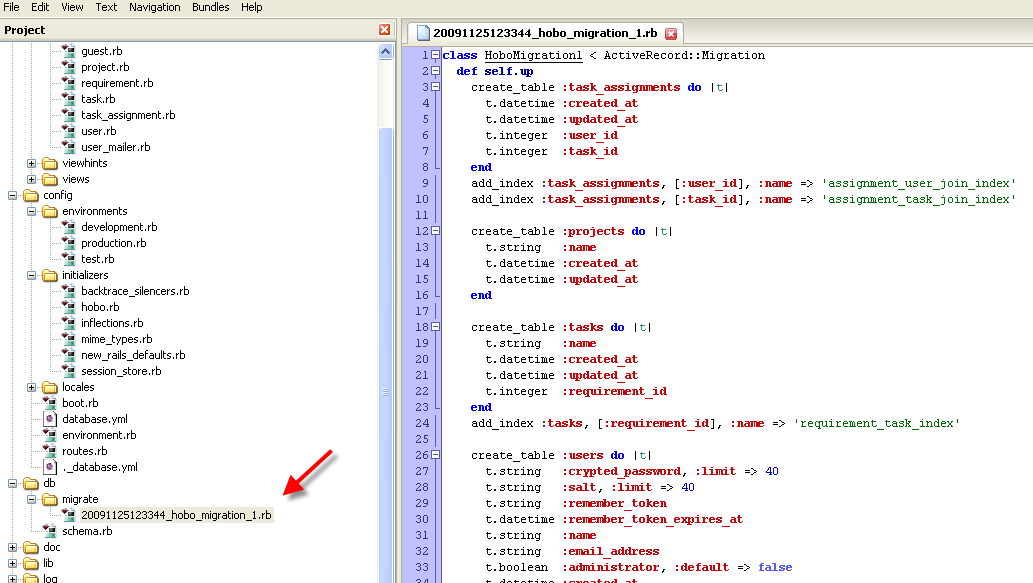 File Edit View Text Navigation Bundles Help
Project
guest.rb
project.rb
requirement.rb
task.rb
task_assignment.rb
user.rb
user_mailer.rb
viewhints
views
config
environments
development.rb
production.rb
test.rb
initializers
backtrace_silencers.rb
hobo.rb
inflections.rb
mime_types.rb
new_rails_defaults.rb
session_store.rb
locales
boot.rb
database.yml
environment.rb
routes.rb
._database.yml
db
migrate
20091125123344_hobo_migration_1.rb
schema.rb
doc
lib
log
20091125123344_hobo_migration_1.rb
1 class HoboMigration1 < ActiveRecord::Migration
2 def self.up
3 create_table :task_assignments do |t|
4 t.datetime :created_at
5 t.datetime :updated_at
6 t.integer :user_id
7 t.integer :task_id
8 end
9 add_index :task_assignments, [:user_id], :name => 'assignment_user_join_index'
10 add_index :task_assignments, [:task_id], :name => 'assignment_task_join_index'
11
12 create_table :projects do |t|
13 t.string :name
14 t.datetime :created_at
15 t.datetime :updated_at
16 end
17
18 create_table :tasks do |t|
19 t.string :name
20 t.datetime :created_at
21 t.datetime :updated_at
22 t.integer :requirement_id
23 end
24 add_index :tasks, [:requirement_id], :name => 'requirement_task_index'
25
26 create_table :users do |t|
27 t.string :crypted_password, :limit => 40
28 t.string :salt, :limit => 40
29 t.string :remember_token
30 t.datetime :remember_token_expires_at
31 t.string :name
32 t.string :email_address
33 t.boolean :administrator, :default => false
34 t.datetime :created_at